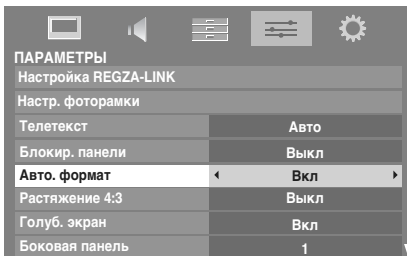 ПАРАМЕТРЫ
Настройка REGZA-LINK
Настр. фоторамки
Телетекст Авто
Блокир. панели Выкл
Авто. формат Вкл
Растяжение 4:3 Выкл
Голуб. экран Вкл
Боковая панель 1